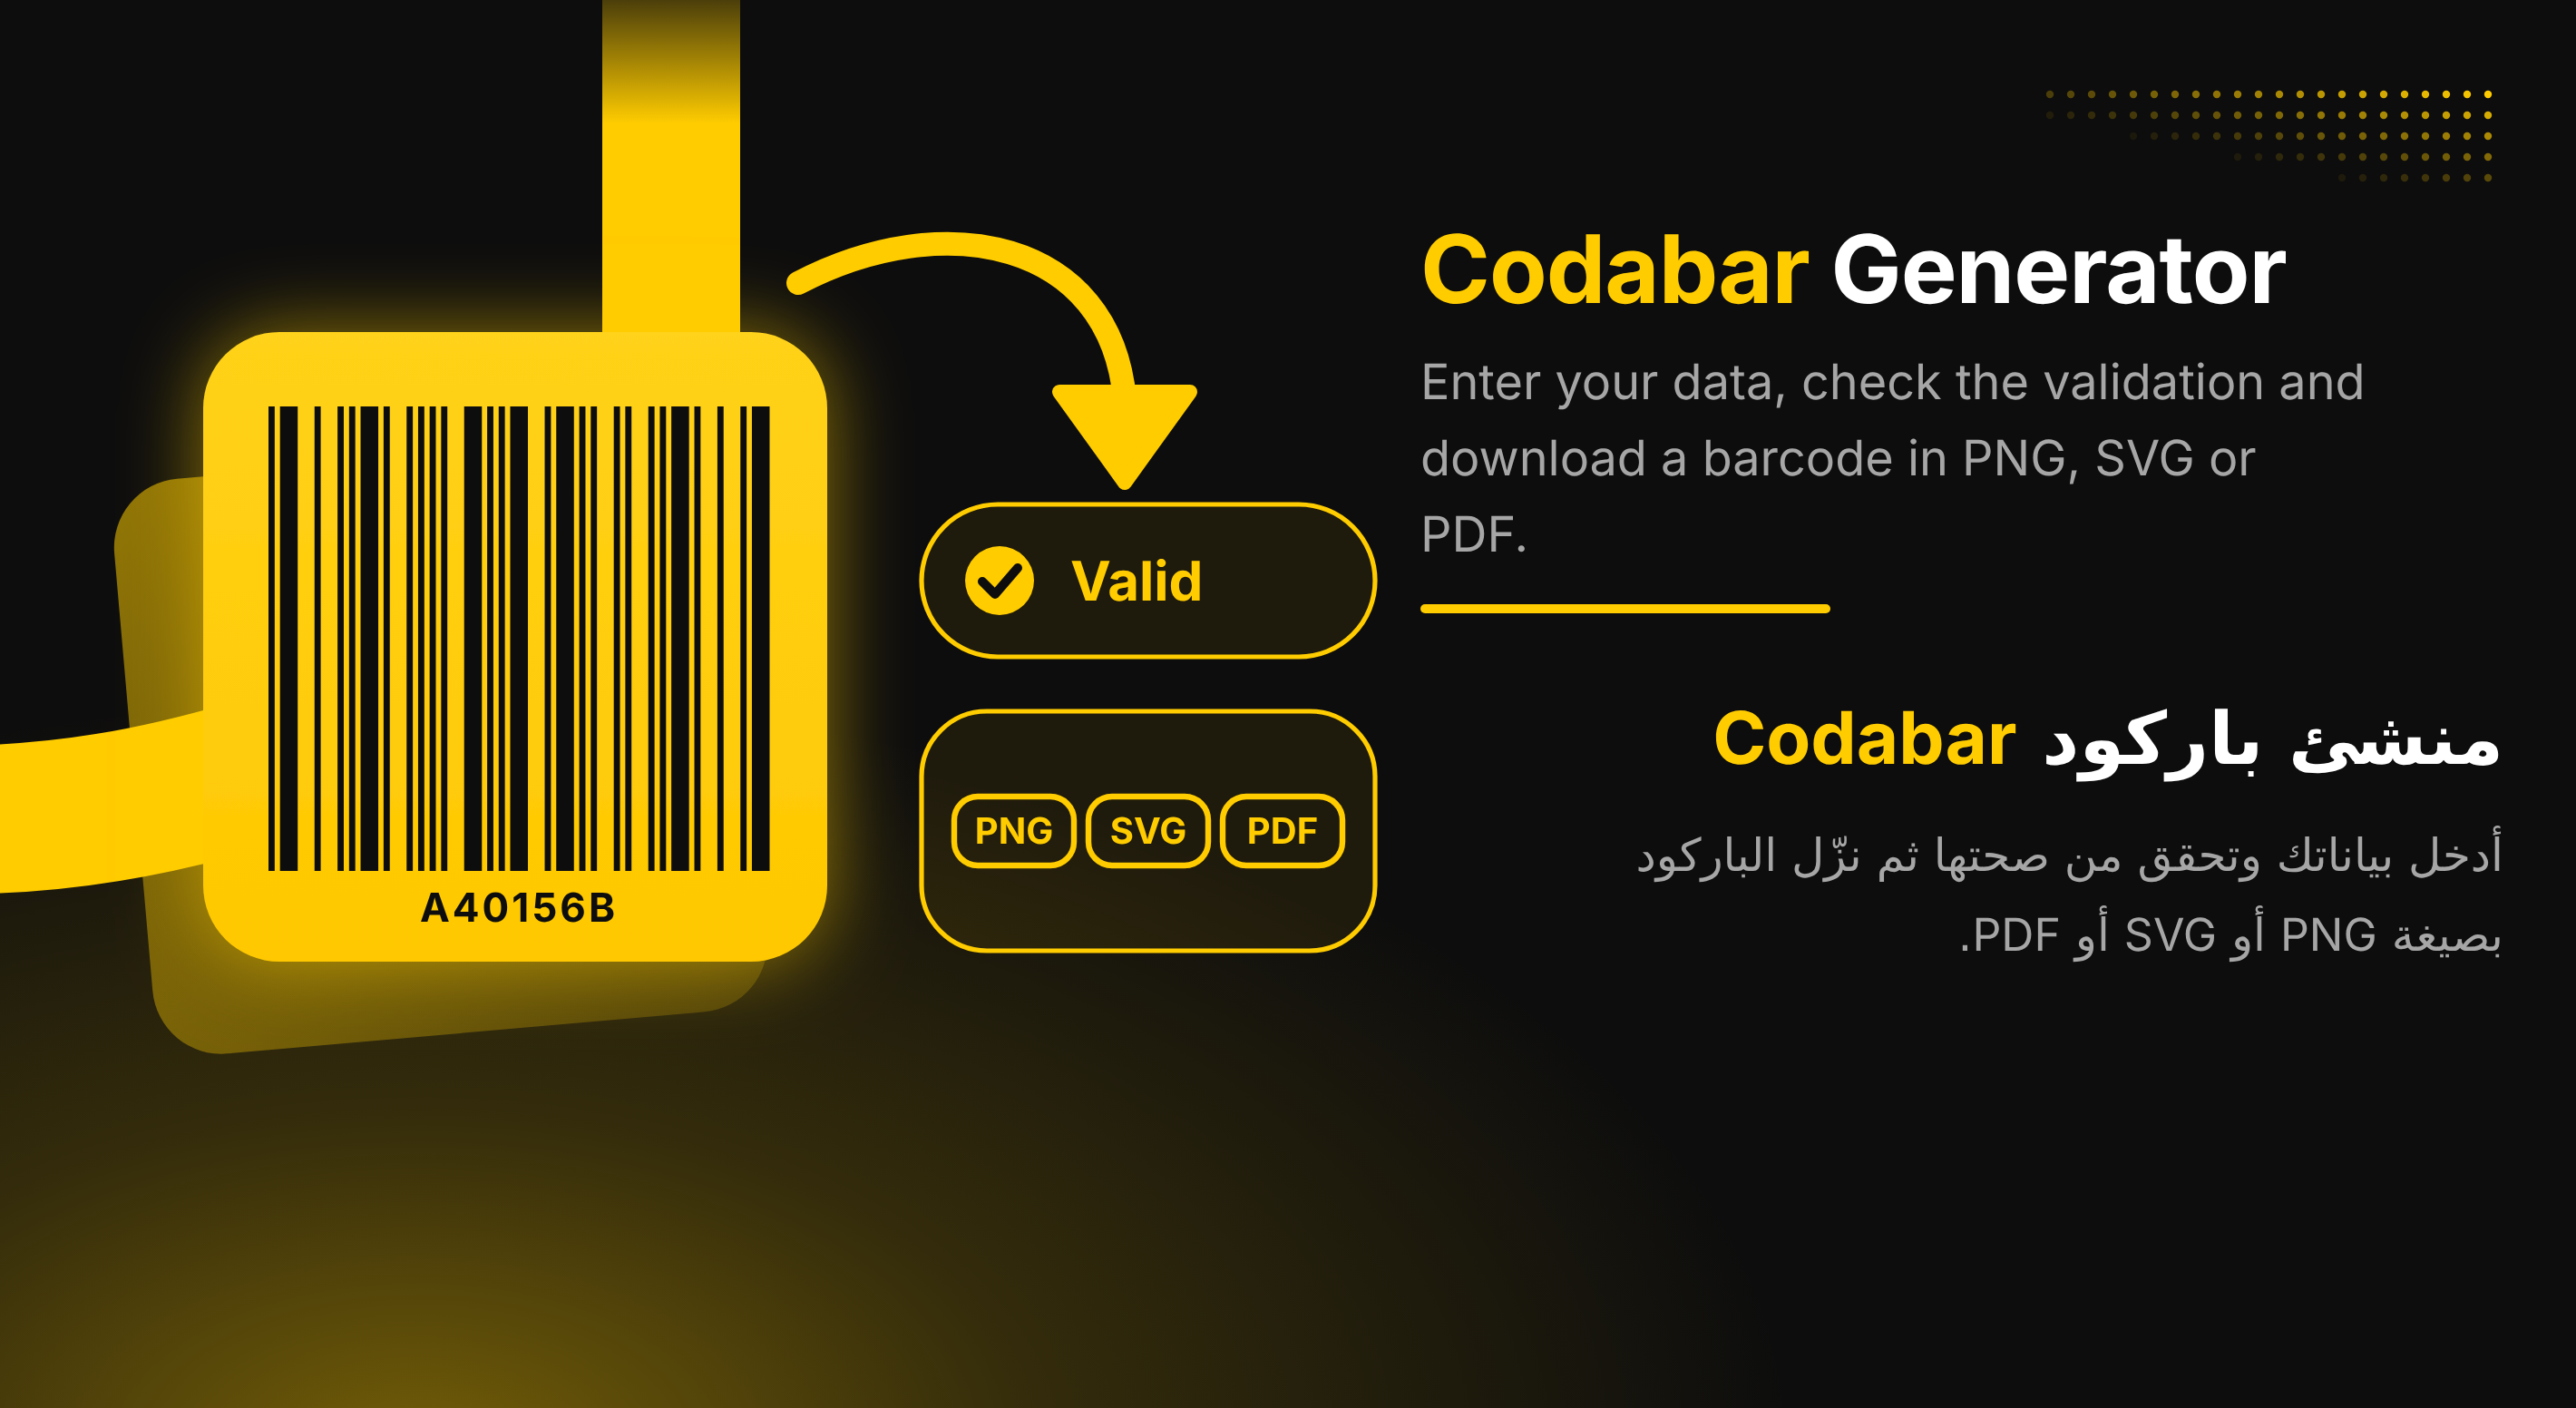 Codabar Generator
Enter your data, check the validation and
download a barcode in PNG, SVG or
PDF.
Valid
PNG SVG PDF
A40156B
منشئ باركود Codabar
أدخل بياناتك وتحقق من صحتها ثم نزّل الباركود
بصيغة PNG أو SVG أو PDF.